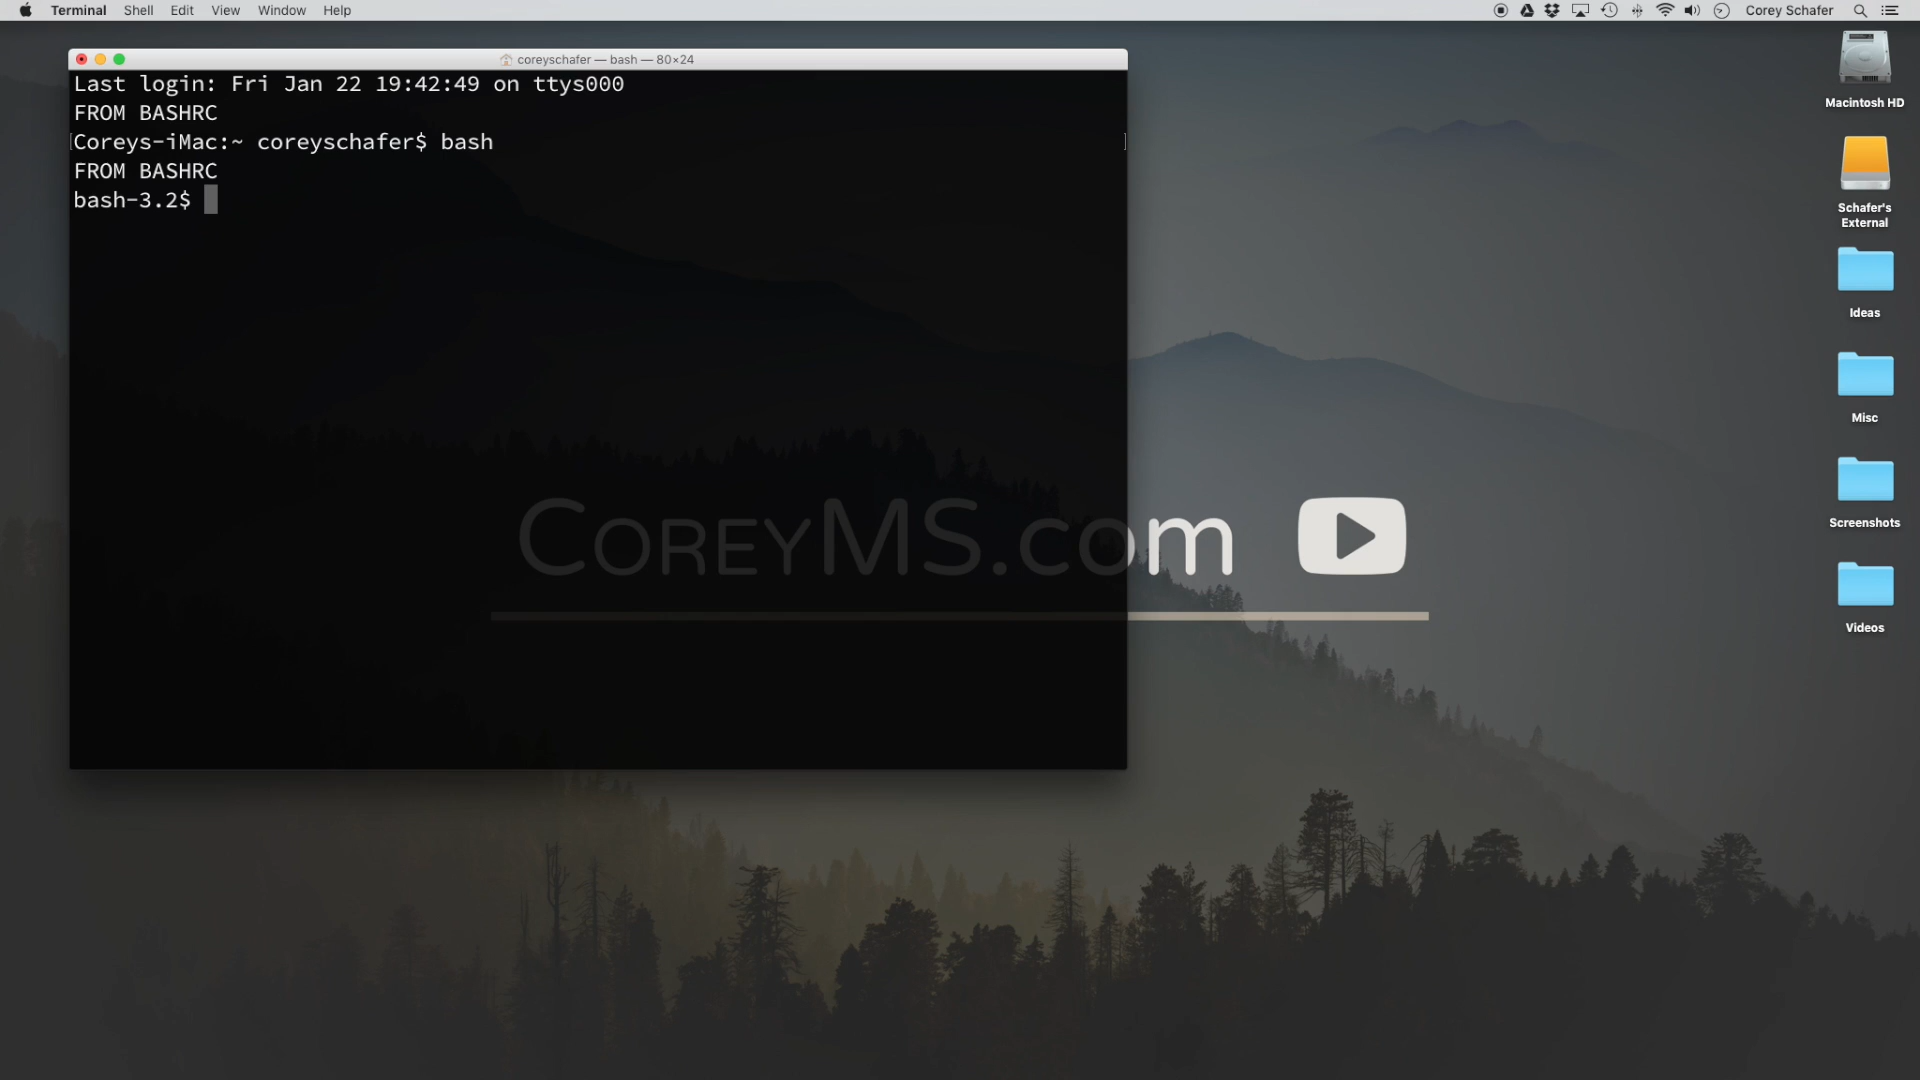 Terminal Shell Edit View Window Help Corey Schafer
coreyschafer — bash — 80×24
Last login: Fri Jan 22 19:42:49 on ttys000
FROM BASHRC
[Coreys-iMac:~ coreyschafer$ bash ]
FROM BASHRC
bash-3.2$
CoreyMS.com
Macintosh HD
Schafer's
External
Ideas
Misc
Screenshots
Videos